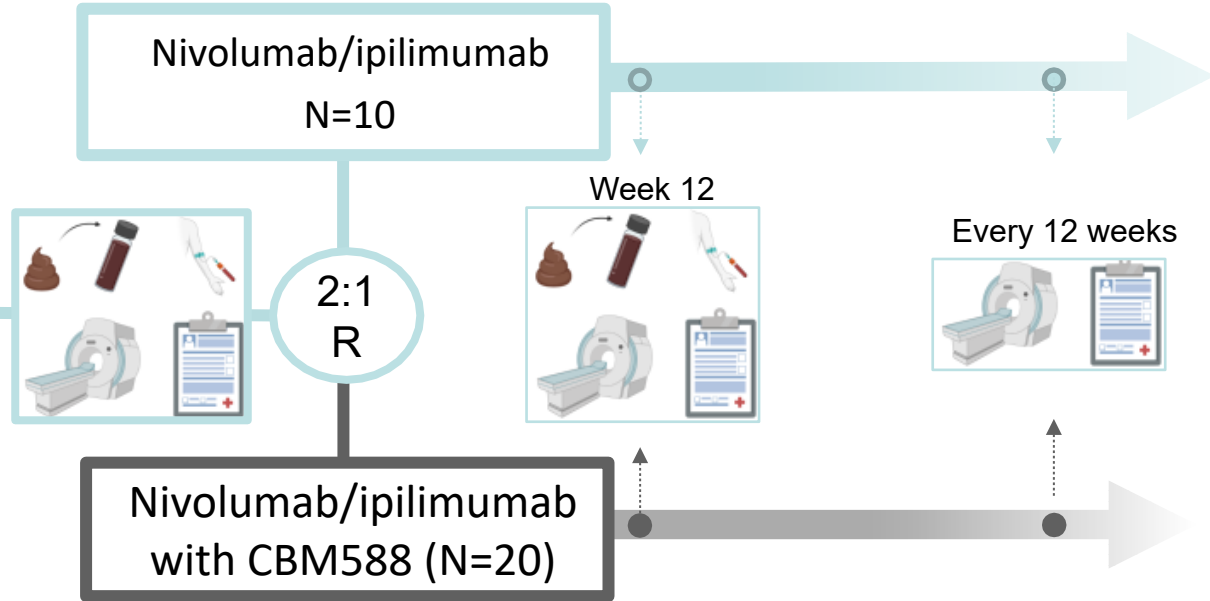 Nivolumab/ipilimumab
N=10
Week 12
Every 12 weeks
2:1
R
Nivolumab/ipilimumab
with CBM588 (N=20)